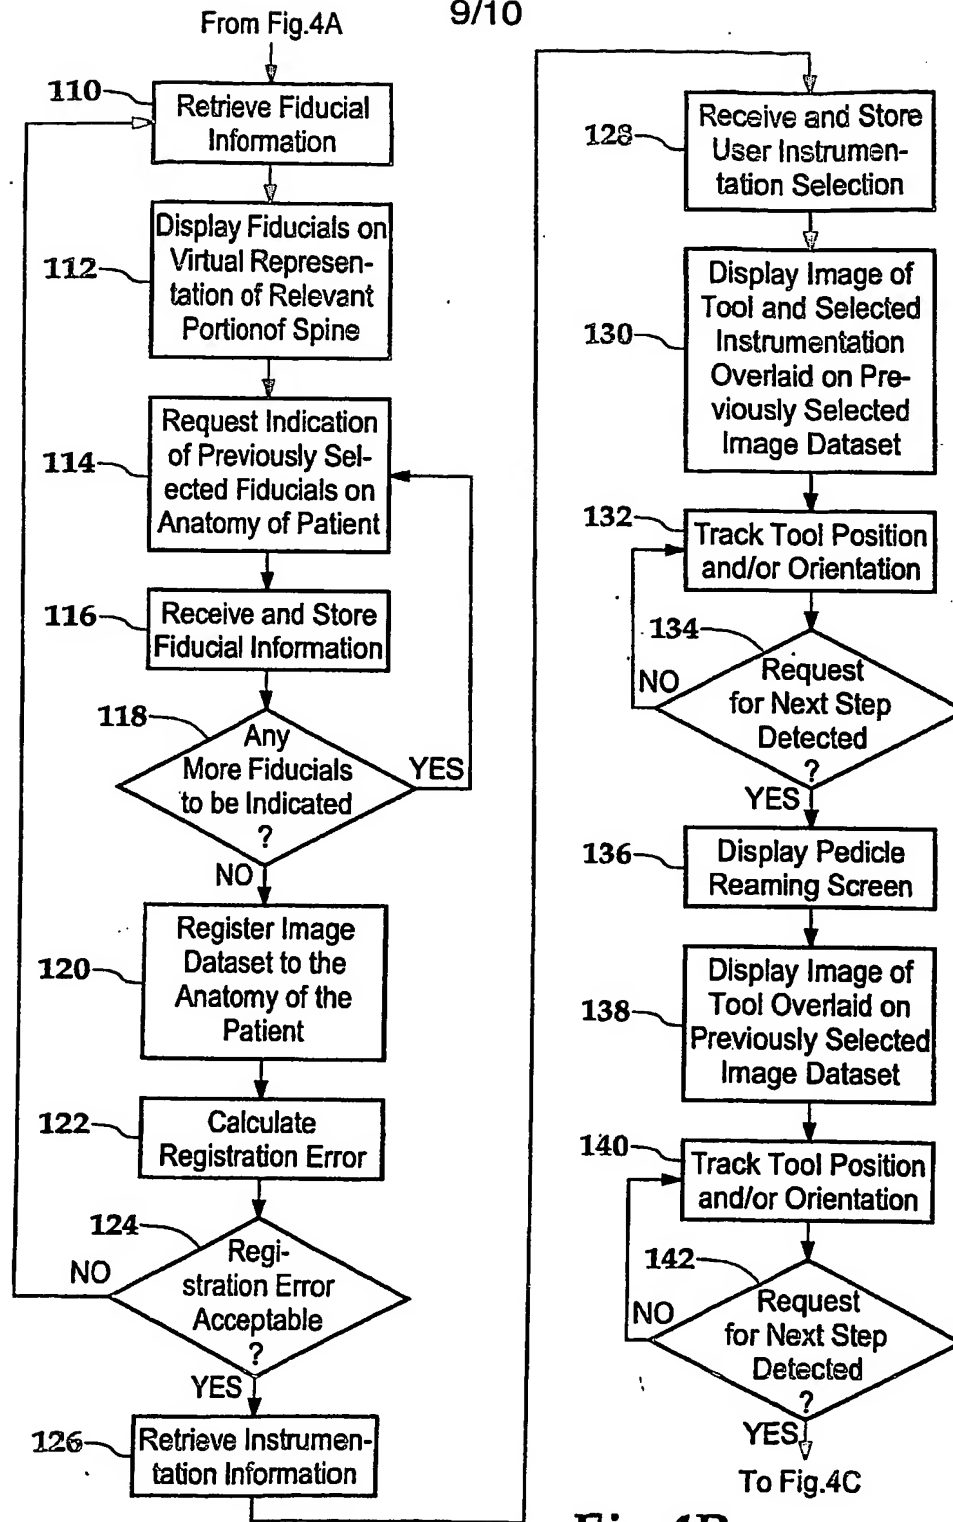 9/10
From Fig.4A
110
Retrieve Fiducial
Information
112
Display Fiducials on
Virtual Represen-
tation of Relevant
Portionof Spine
114
Request Indication
of Previously Sel-
ected Fiducials on
Anatomy of Patient
116
Receive and Store
Fiducial Information
118
Any
More Fiducials
to be Indicated
?
YES
NO
120
Register Image
Dataset to the
Anatomy of the
Patient
122
Calculate
Registration Error
124
Regi-
stration Error
Acceptable
?
NO
YES
126
Retrieve Instrumen-
tation Information
128
Receive and Store
User Instrumen-
tation Selection
130
Display Image of
Tool and Selected
Instrumentation
Overlaid on Pre-
viously Selected
Image Dataset
132
Track Tool Position
and/or Orientation
134
Request
for Next Step
Detected
?
NO
YES
136
Display Pedicle
Reaming Screen
138
Display Image of
Tool Overlaid on
Previously Selected
Image Dataset
140
Track Tool Position
and/or Orientation
142
Request
for Next Step
Detected
?
NO
YES
To Fig.4C